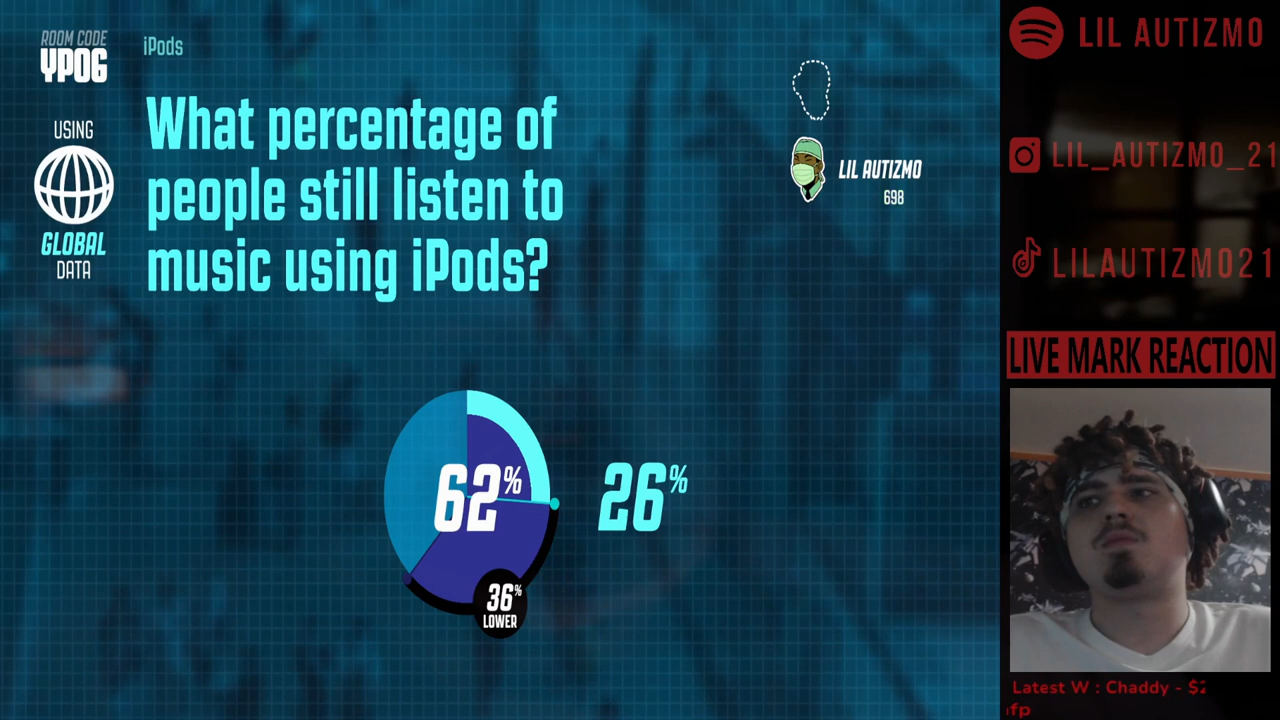 ROOM CODE
YPOG
iPods
USING
GLOBAL
DATA
What percentage of
people still listen to
music using iPods?
LIL AUTIZMO
698
62%
26%
36%
LOWER
LIL AUTIZMO
LIL_AUTIZMO_21
LILAUTIZMO21
LIVE MARK REACTION
Latest W : Chaddy - $2
fp